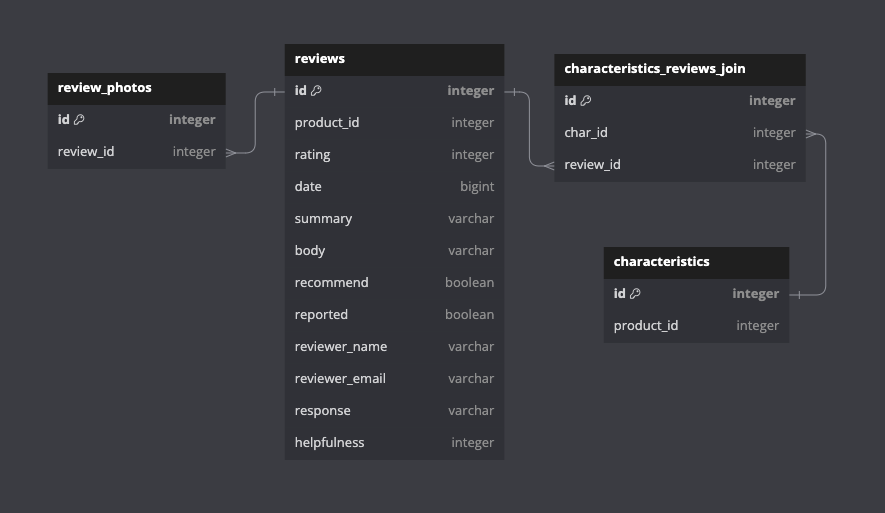 review_photos
id integer
review_id integer
reviews
id integer
product_id integer
rating integer
date bigint
summary varchar
body varchar
recommend boolean
reported boolean
reviewer_name varchar
reviewer_email varchar
response varchar
helpfulness integer
characteristics_reviews_join
id integer
char_id integer
review_id integer
characteristics
id integer
product_id integer